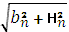 √(b²ₙ + H²ₙ)